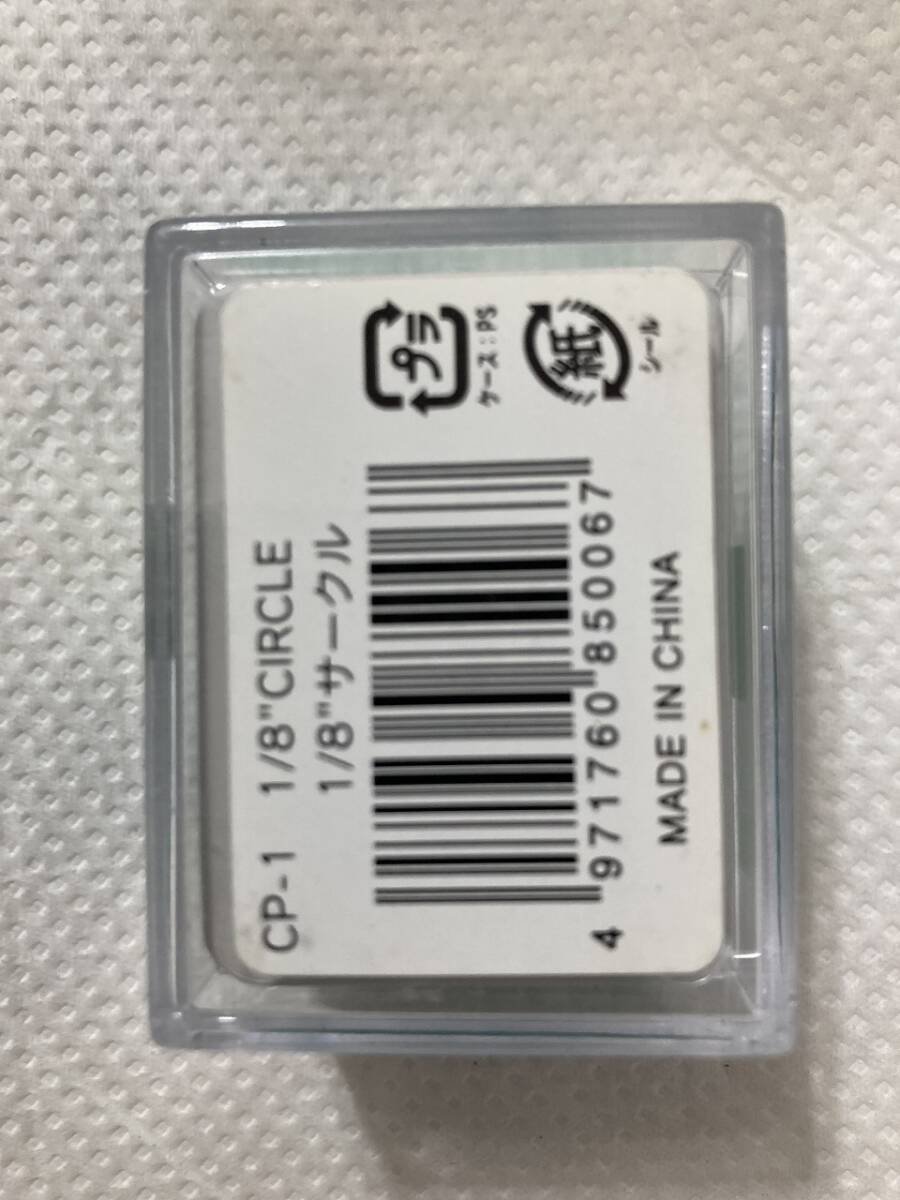 CP-1 1/8"CIRCLE
1/8"サークル
プラ
ケース:PS
紙
シール
4 971760 850067
MADE IN CHINA